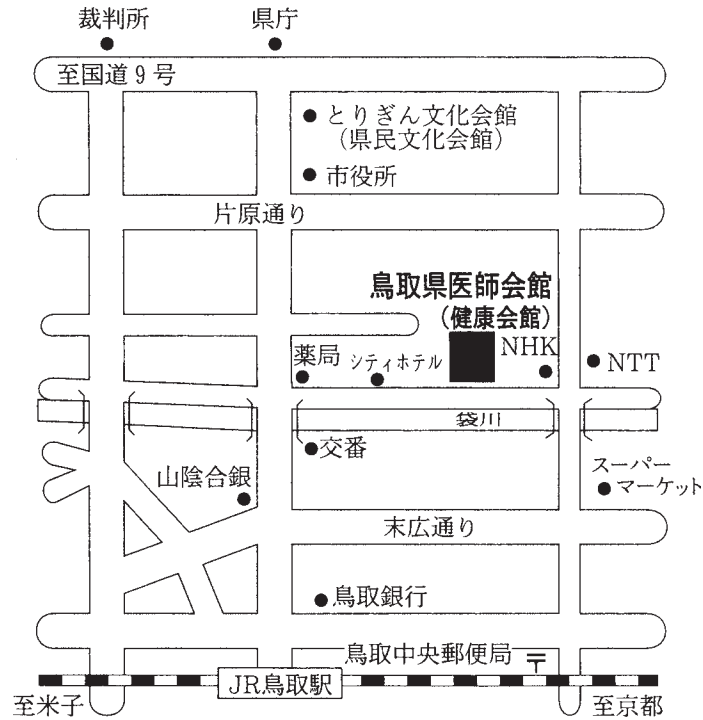 裁判所
県庁
至国道9号
とりぎん文化会館
（県民文化会館）
市役所
片原通り
鳥取県医師会館
（健康会館）
薬局
シティホテル
NHK
NTT
袋川
交番
山陰合銀
スーパー
マーケット
末広通り
鳥取銀行
鳥取中央郵便局 〒
JR鳥取駅
至米子
至京都